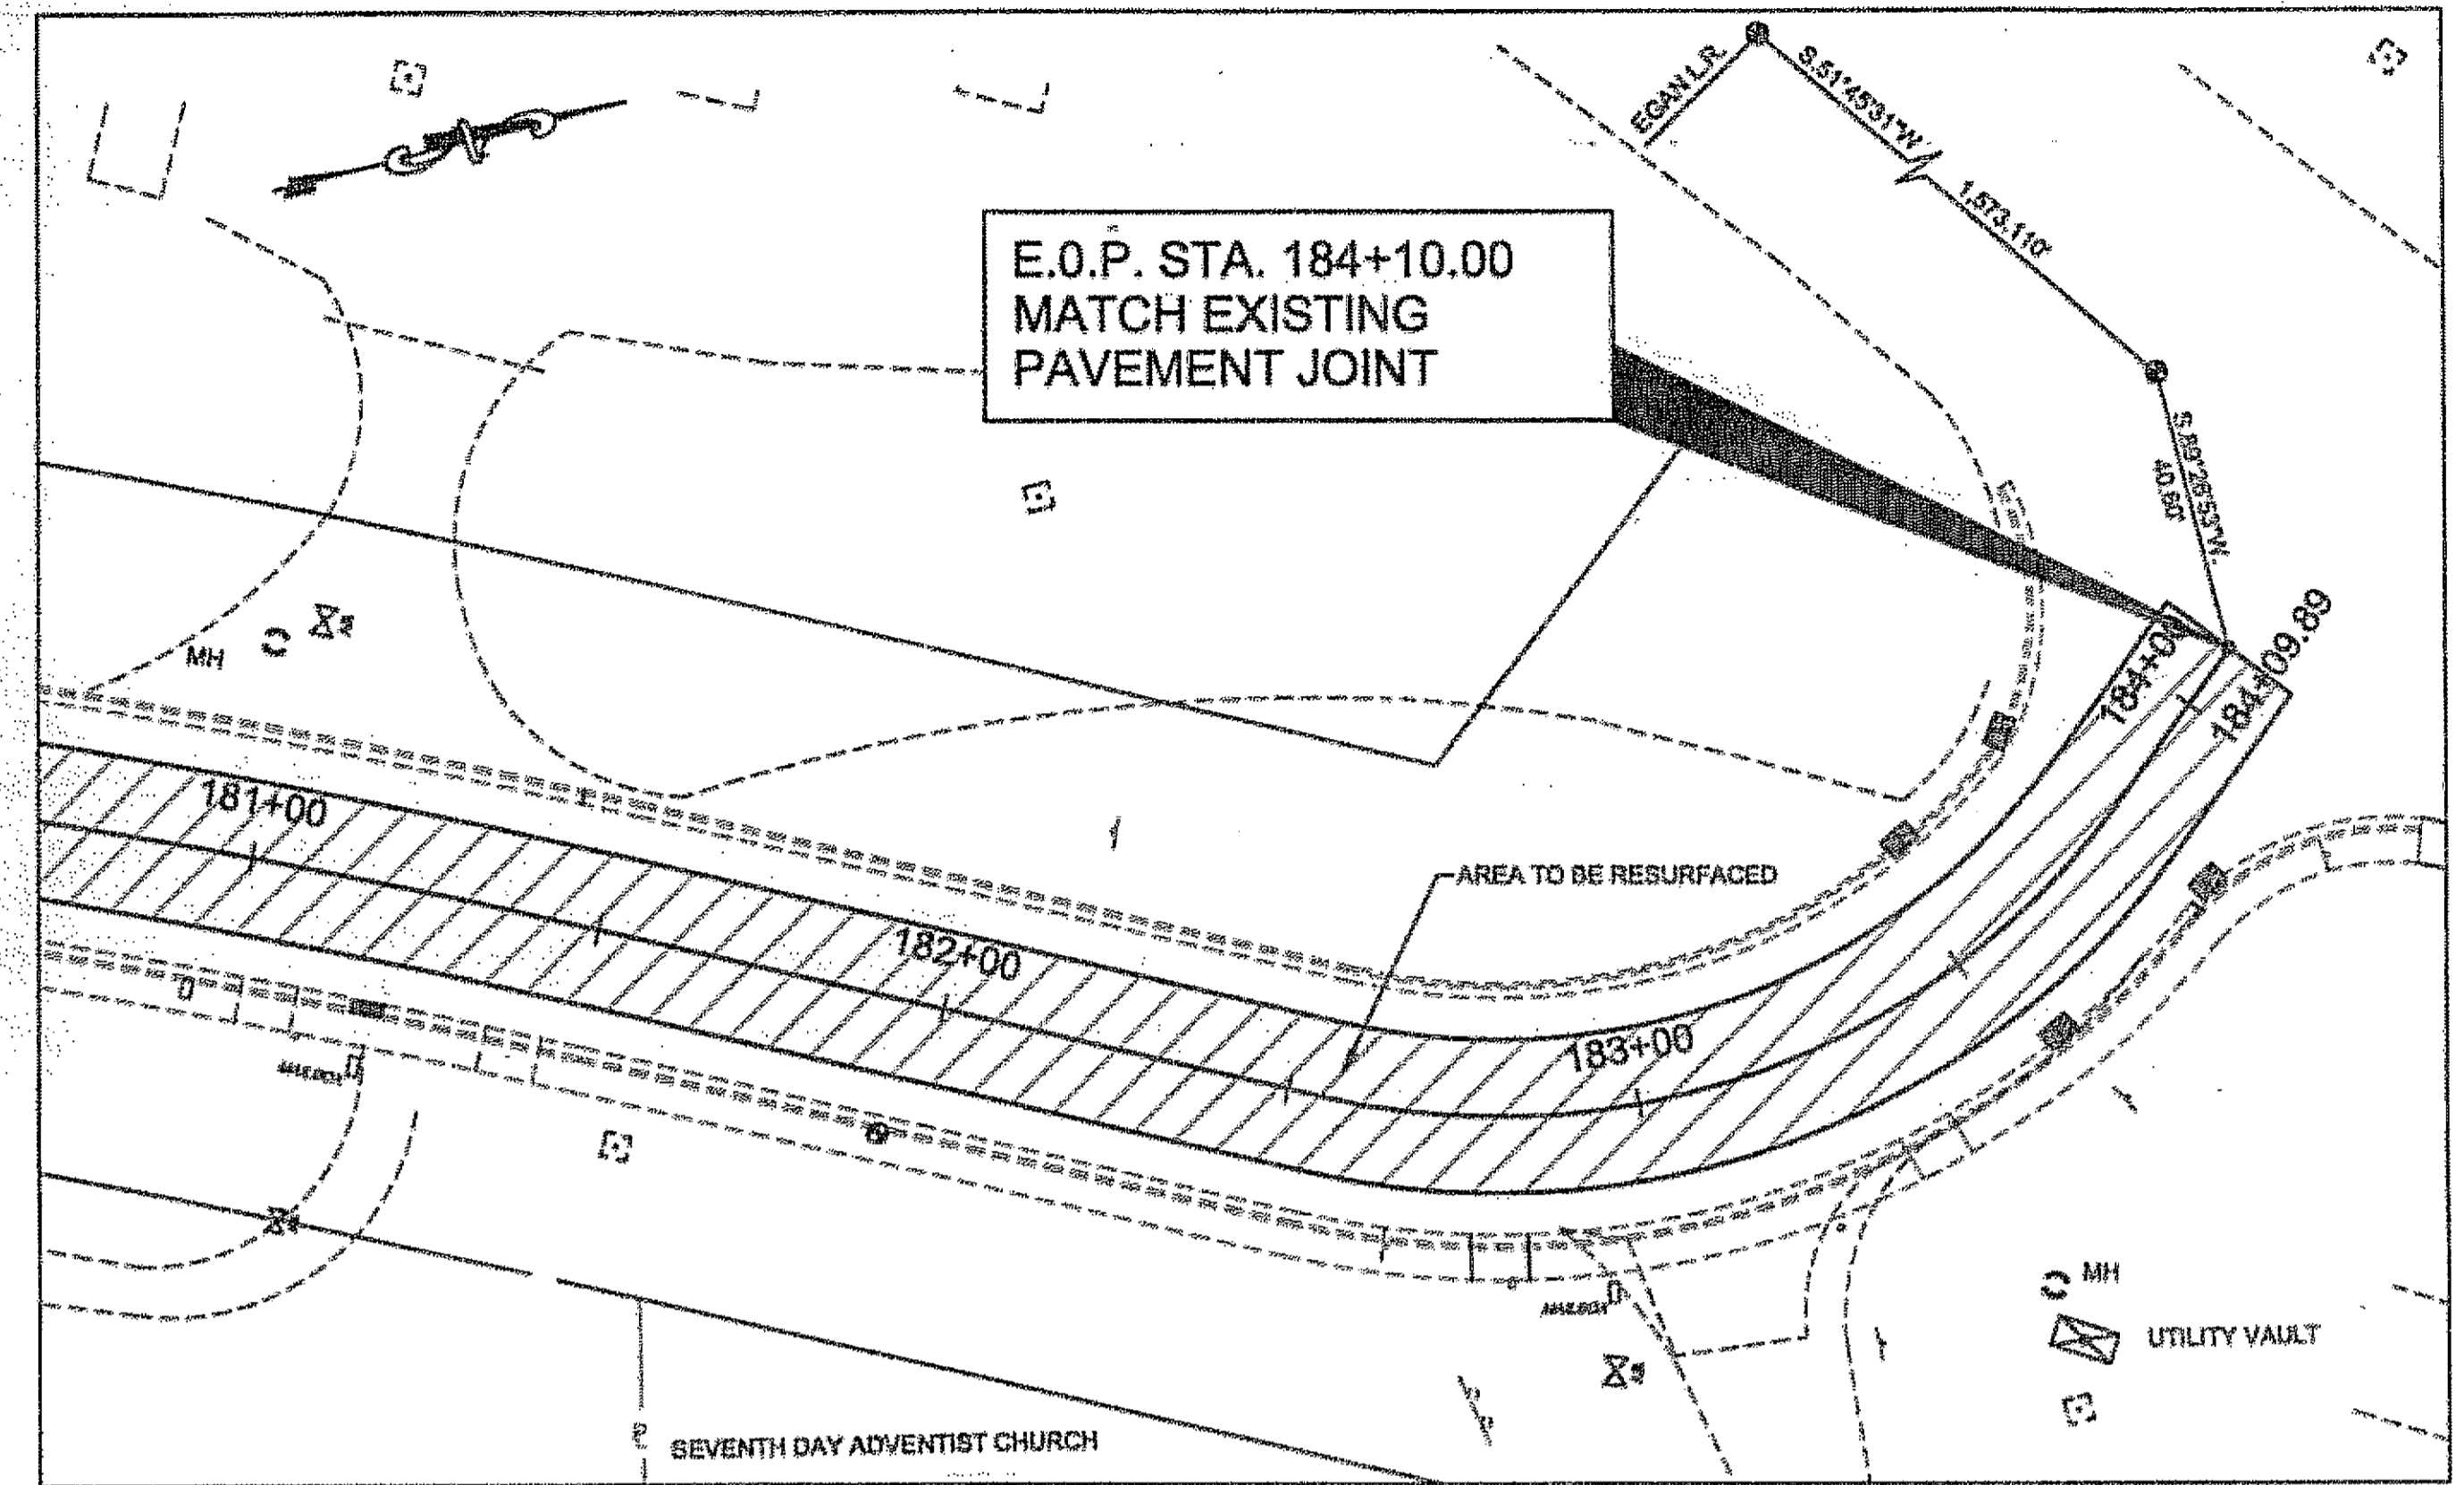 EGAN L.R.
S.51°45'31"W
1,573.110'
E.O.P. STA. 184+10.00
MATCH EXISTING
PAVEMENT JOINT
S.89°26'53"W.
40.60'
184+00
184+09.89
MH
181+00
AREA TO BE RESURFACED
182+00
183+00
MH
UTILITY VAULT
SEVENTH DAY ADVENTIST CHURCH